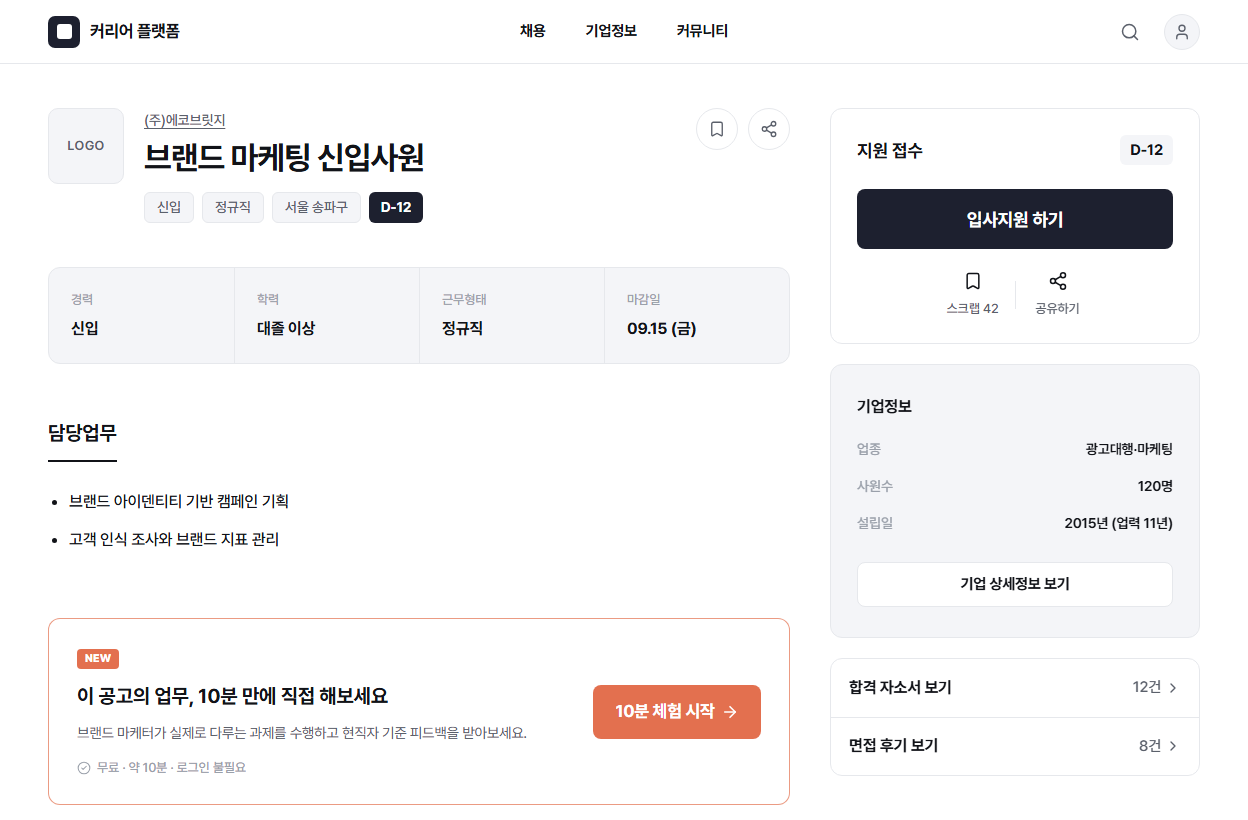 커리어 플랫폼
채용
기업정보
커뮤니티
LOGO
(주)에코브릿지
브랜드 마케팅 신입사원
신입
정규직
서울 송파구
D-12
경력
신입
학력
대졸 이상
근무형태
정규직
마감일
09.15 (금)
담당업무
• 브랜드 아이덴티티 기반 캠페인 기획
• 고객 인식 조사와 브랜드 지표 관리
NEW
이 공고의 업무, 10분 만에 직접 해보세요
브랜드 마케터가 실제로 다루는 과제를 수행하고 현직자 기준 피드백을 받아보세요.
무료 · 약 10분 · 로그인 불필요
10분 체험 시작 →
지원 접수
D-12
입사지원 하기
스크랩 42
공유하기
기업정보
업종
광고대행·마케팅
사원수
120명
설립일
2015년 (업력 11년)
기업 상세정보 보기
합격 자소서 보기
12건
면접 후기 보기
8건